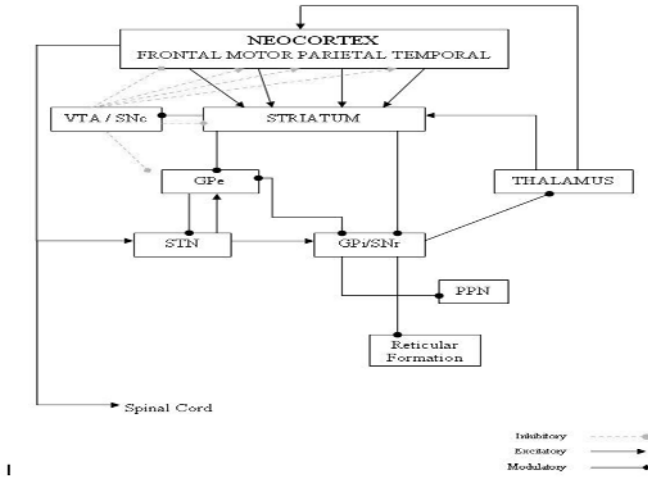 NEOCORTEX
FRONTAL MOTOR PARIETAL TEMPORAL
VTA / SNc
STRIATUM
GPe
THALAMUS
STN
GPi/SNr
PPN
Reticular
Formation
Spinal Cord
Inhibitory
Excitatory
Modulatory
I